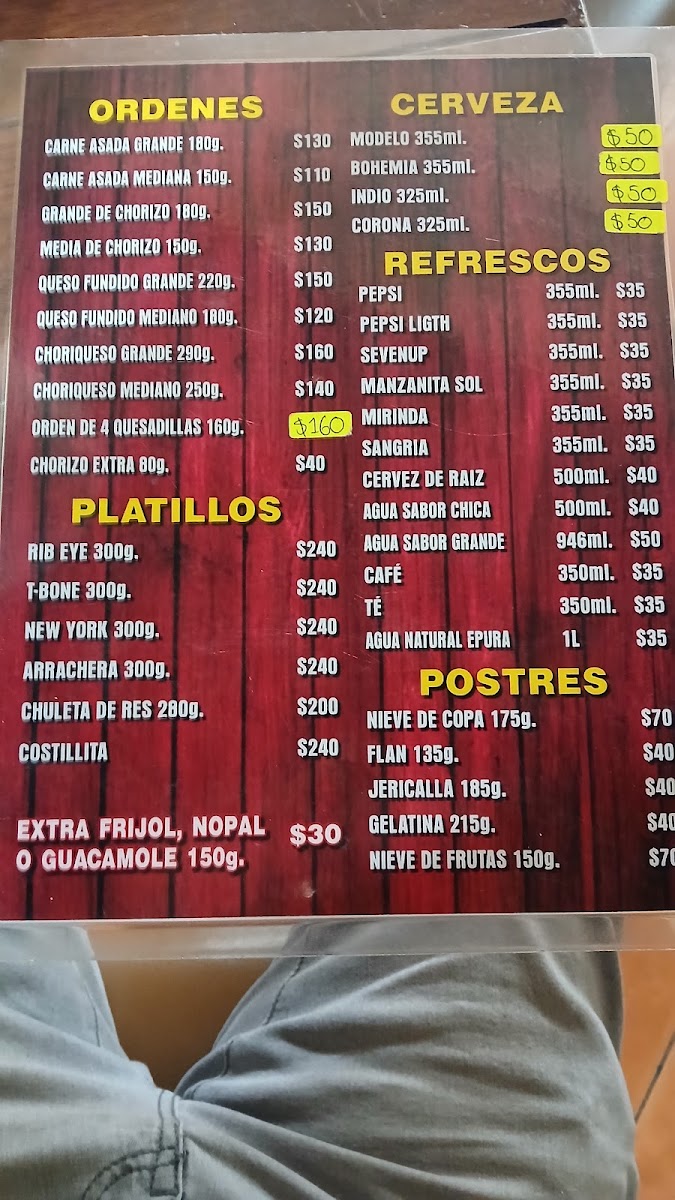 ORDENES
CARNE ASADA GRANDE 180g. $130
CARNE ASADA MEDIANA 150g. $110
GRANDE DE CHORIZO 180g. $150
MEDIA DE CHORIZO 150g. $130
QUESO FUNDIDO GRANDE 220g. $150
QUESO FUNDIDO MEDIANO 180g. $120
CHORIQUESO GRANDE 290g. $160
CHORIQUESO MEDIANO 250g. $140
ORDEN DE 4 QUESADILLAS 160g. $160
CHORIZO EXTRA 80g. $40
PLATILLOS
RIB EYE 300g. $240
T-BONE 300g. $240
NEW YORK 300g. $240
ARRACHERA 300g. $240
CHULETA DE RES 280g. $200
COSTILLITA $240
EXTRA FRIJOL, NOPAL
O GUACAMOLE 150g. $30
CERVEZA
MODELO 355ml. $50
BOHEMIA 355ml. $50
INDIO 325ml. $50
CORONA 325ml. $50
REFRESCOS
PEPSI 355ml. $35
PEPSI LIGTH 355ml. $35
SEVENUP 355ml. $35
MANZANITA SOL 355ml. $35
MIRINDA 355ml. $35
SANGRIA 355ml. $35
CERVEZ DE RAIZ 500ml. $40
AGUA SABOR CHICA 500ml. $40
AGUA SABOR GRANDE 946ml. $50
CAFÉ 350ml. $35
TÉ 350ml. $35
AGUA NATURAL EPURA 1L $35
POSTRES
NIEVE DE COPA 175g. $70
FLAN 135g. $40
JERICALLA 185g. $40
GELATINA 215g. $40
NIEVE DE FRUTAS 150g. $70